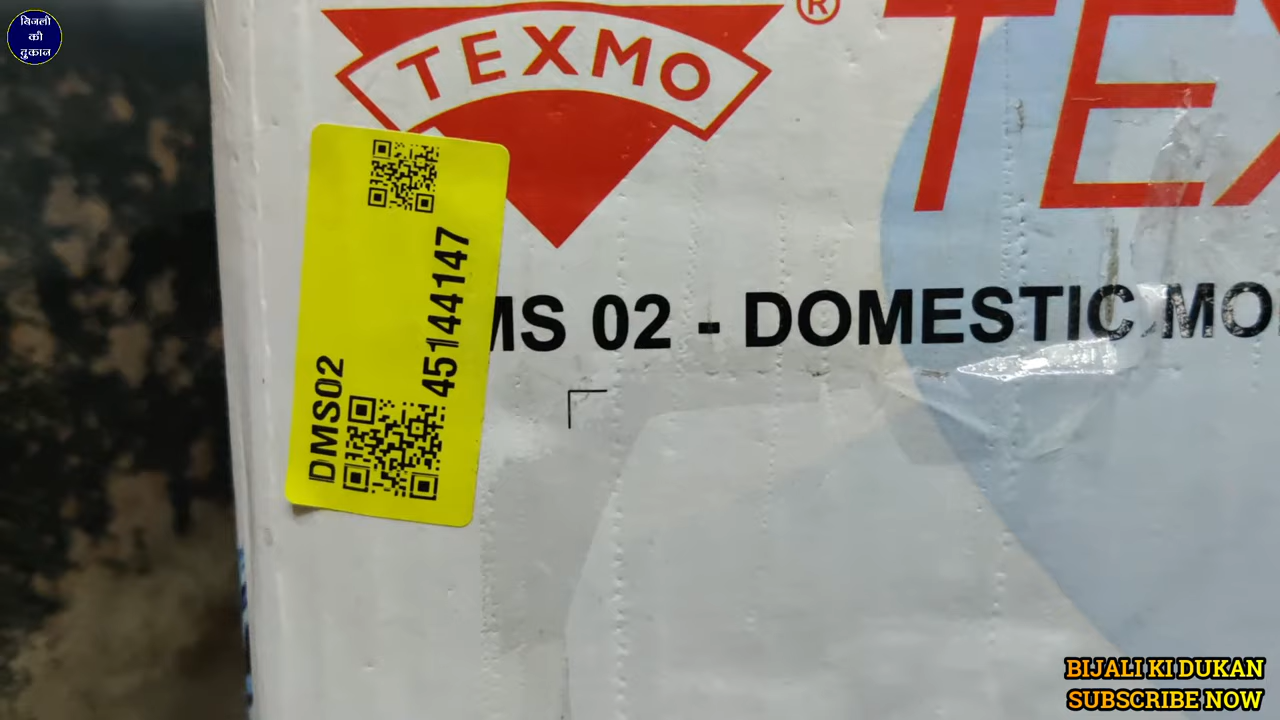 बिजली
की
दुकान
TEXMO
®
TEX
DMS02
45144147
MS 02 - DOMESTIC MO
BIJALI KI DUKAN
SUBSCRIBE NOW